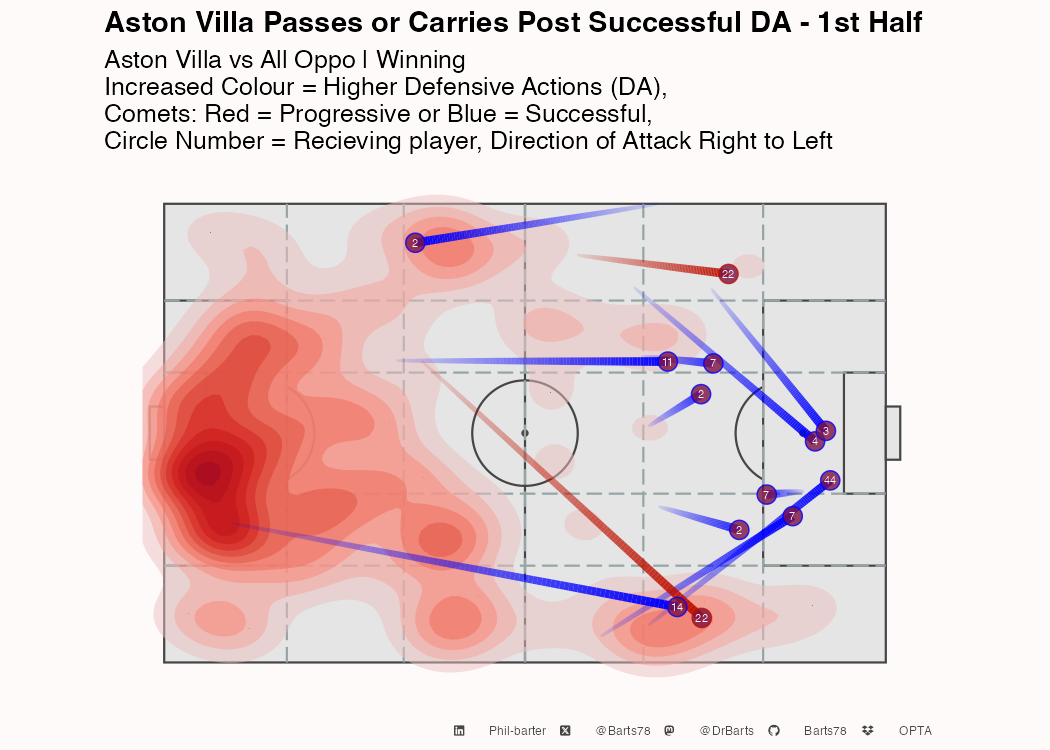 Aston Villa Passes or Carries Post Successful DA - 1st Half
Aston Villa vs All Oppo | Winning
Increased Colour = Higher Defensive Actions (DA),
Comets: Red = Progressive or Blue = Successful,
Circle Number = Recieving player, Direction of Attack Right to Left
2
22
11
7
2
3
4
44
7
7
2
14
22
Phil-barter @Barts78 @DrBarts Barts78 OPTA